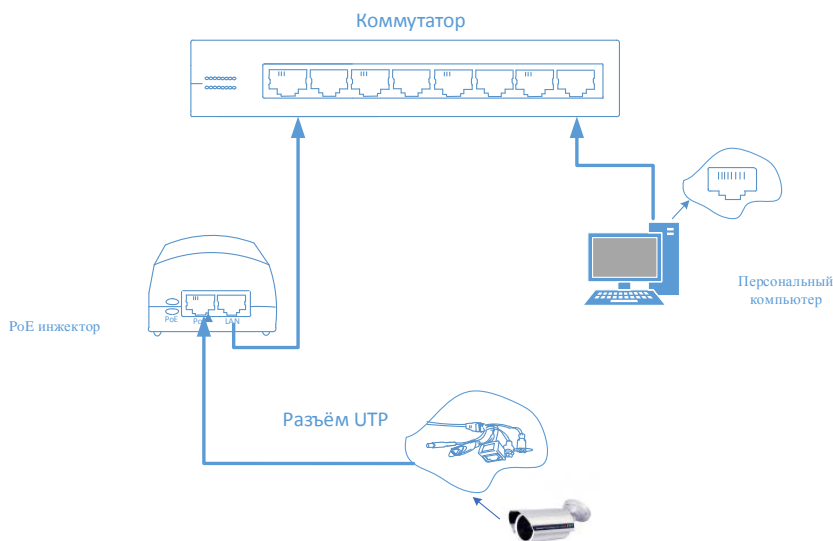 Коммутатор
Персональный
компьютер
PoE инжектор
PoE
PoE
LAN
Разъём UTP